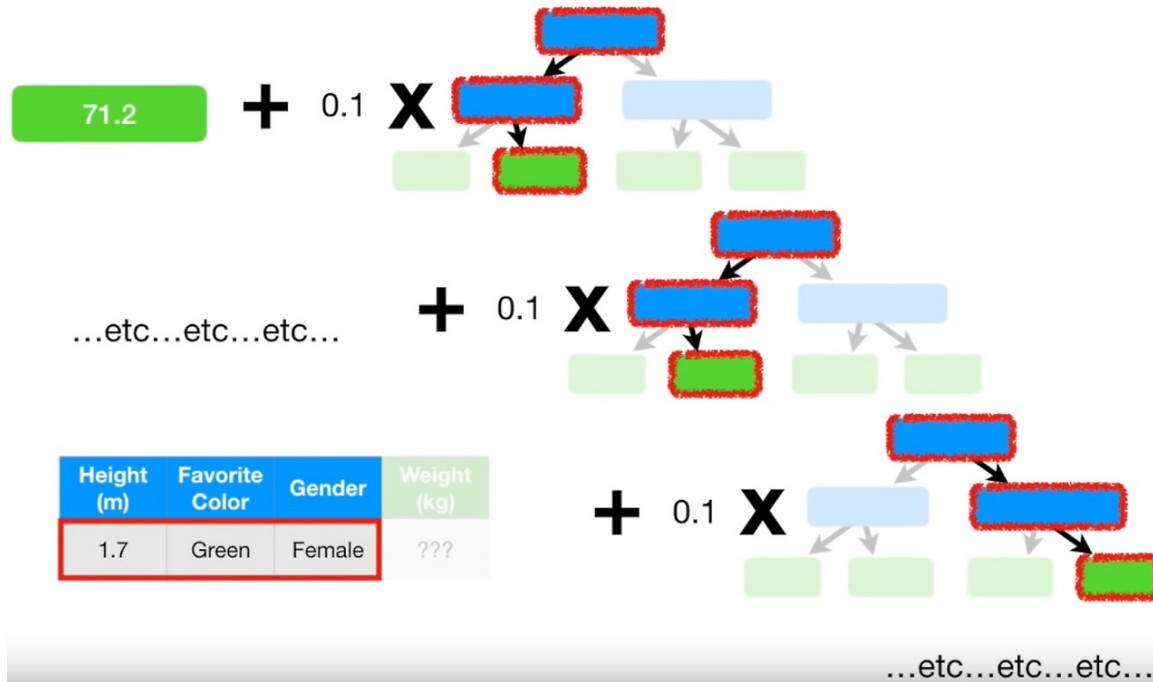 71.2 + 0.1 X
...etc...etc...etc... + 0.1 X
Height (m) Favorite Color Gender Weight (kg)
1.7 Green Female ???
+ 0.1 X
...etc...etc...etc...